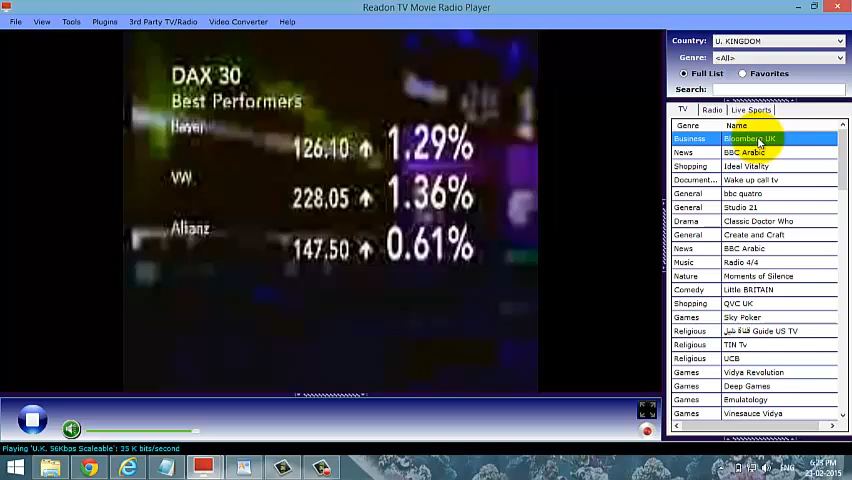 Readon TV Movie Radio Player
File View Tools Plugins 3rd Party TV/Radio Video Converter Help
Country: U. KINGDOM
Genre: <All>
Full List Favorites
Search:
TV Radio Live Sports
Genre Name
Business Bloomberg UK
News BBC Arabic
Shopping Ideal Vitality
Document... Wake up call tv
General bbc quatro
General Studio 21
Drama Classic Doctor Who
General Create and Craft
News BBC Arabic
Music Radio 4/4
Nature Moments of Science
Comedy Little BRITAIN
Shopping QVC UK
Games Sky Poker
Religious Guide US TV
Religious TIN Tv
Religious UCB
Games Vidya Revolution
Games Deep Games
Games Emulatology
Games Vinesauce Vidya
DAX 30
Best Performers
Bayer 126.10 1.29%
VW 228.05 1.36%
Allianz 147.50 0.61%
Playing 'U.K. 56Kbps Scaleable': 35 K bits/second
ENG
6:23 PM
23-02-2015